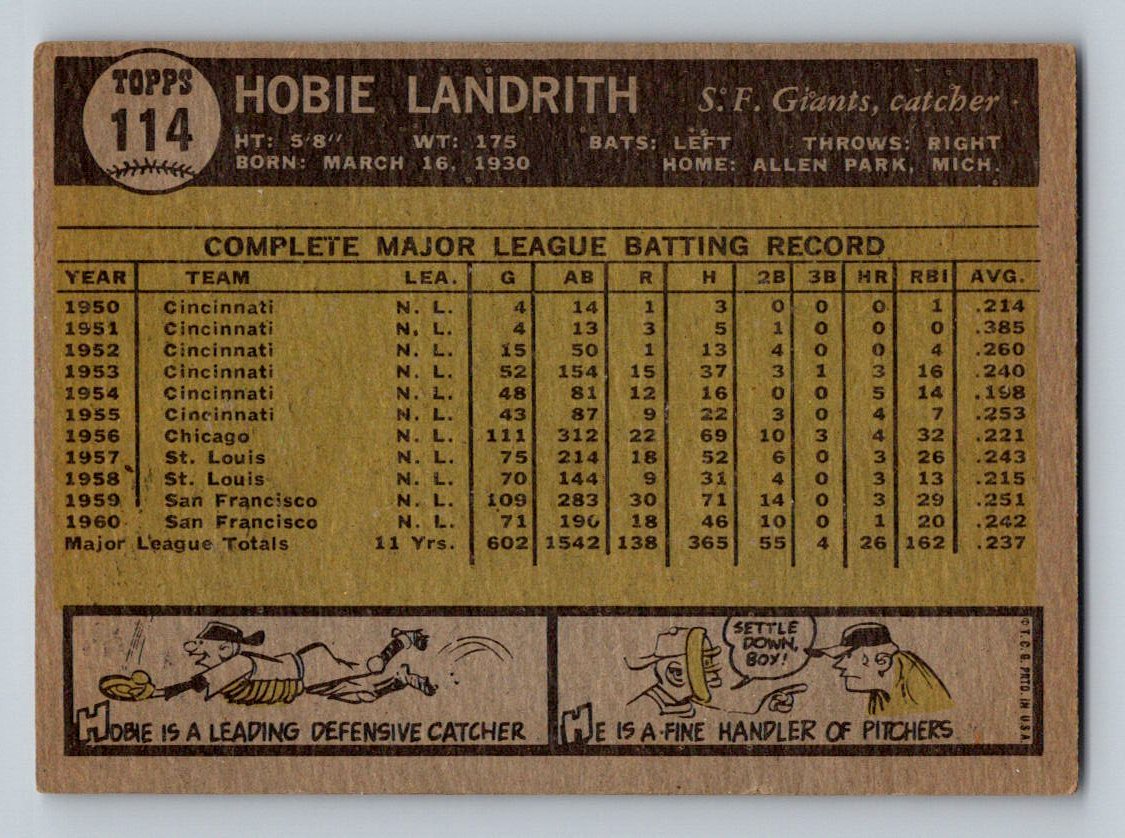 TOPPS
114
HOBIE LANDRITH S. F. Giants, catcher
HT: 5'8" WT: 175 BATS: LEFT THROWS: RIGHT
BORN: MARCH 16, 1930 HOME: ALLEN PARK, MICH.
COMPLETE MAJOR LEAGUE BATTING RECORD
YEAR TEAM LEA. G AB R H 2B 3B HR RBI AVG.
1950 Cincinnati N. L. 4 14 1 3 0 0 0 1 .214
1951 Cincinnati N. L. 4 13 3 5 1 0 0 0 .385
1952 Cincinnati N. L. 15 50 1 13 4 0 0 4 .260
1953 Cincinnati N. L. 52 154 15 37 3 1 3 16 .240
1954 Cincinnati N. L. 48 81 12 16 0 0 5 14 .198
1955 Cincinnati N. L. 43 87 9 22 3 0 4 7 .253
1956 Chicago N. L. 111 312 22 69 10 3 4 32 .221
1957 St. Louis N. L. 75 214 18 52 6 0 3 26 .243
1958 St. Louis N. L. 70 144 9 31 4 0 3 13 .215
1959 San Francisco N. L. 109 283 30 71 14 0 3 29 .251
1960 San Francisco N. L. 71 190 18 46 10 0 1 20 .242
Major League Totals 11 Yrs. 602 1542 138 365 55 4 26 162 .237
SETTLE
DOWN,
BOY!
HOBIE IS A LEADING DEFENSIVE CATCHER
HE IS A FINE HANDLER OF PITCHERS
© T. C. G. PRTD. IN U.S.A.